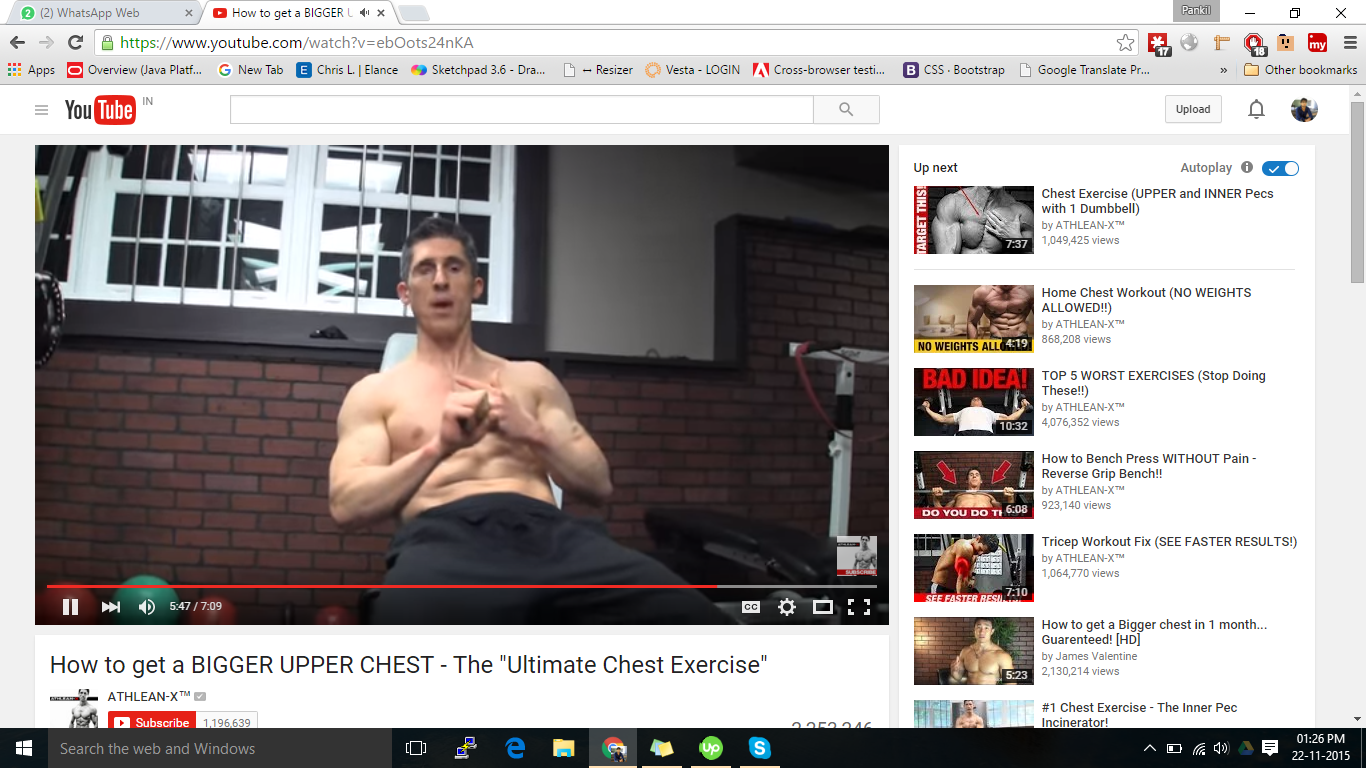 (2) WhatsApp Web
How to get a BIGGER U
Pankil
https://www.youtube.com/watch?v=ebOots24nKA
17
18
my
Apps
Overview (Java Platf...
New Tab
Chris L. | Elance
Sketchpad 3.6 - Dra...
↔ Resizer
Vesta - LOGIN
Cross-browser testi...
CSS · Bootstrap
Google Translate Pr...
»
Other bookmarks
YouTube IN
Upload
Up next
Autoplay
TARGET THIS!
7:37
Chest Exercise (UPPER and INNER Pecs
with 1 Dumbbell)
by ATHLEAN-X™
1,049,425 views
NO WEIGHTS ALL
4:19
Home Chest Workout (NO WEIGHTS
ALLOWED!!)
by ATHLEAN-X™
868,208 views
BAD IDEA!
10:32
TOP 5 WORST EXERCISES (Stop Doing
These!!)
by ATHLEAN-X™
4,076,352 views
DO YOU DO TH
6:08
How to Bench Press WITHOUT Pain -
Reverse Grip Bench!!
by ATHLEAN-X™
923,140 views
SEE FASTER RESU
7:10
Tricep Workout Fix (SEE FASTER RESULTS!)
by ATHLEAN-X™
1,064,770 views
5:23
How to get a Bigger chest in 1 month...
Guarenteed! [HD]
by James Valentine
2,130,214 views
#1 Chest Exercise - The Inner Pec
Incinerator!
SUBSCRIBE
5:47 / 7:09
CC
How to get a BIGGER UPPER CHEST - The "Ultimate Chest Exercise"
ATHLEAN-X™
Subscribe
1,196,639
Search the web and Windows
Up
01:26 PM
22-11-2015